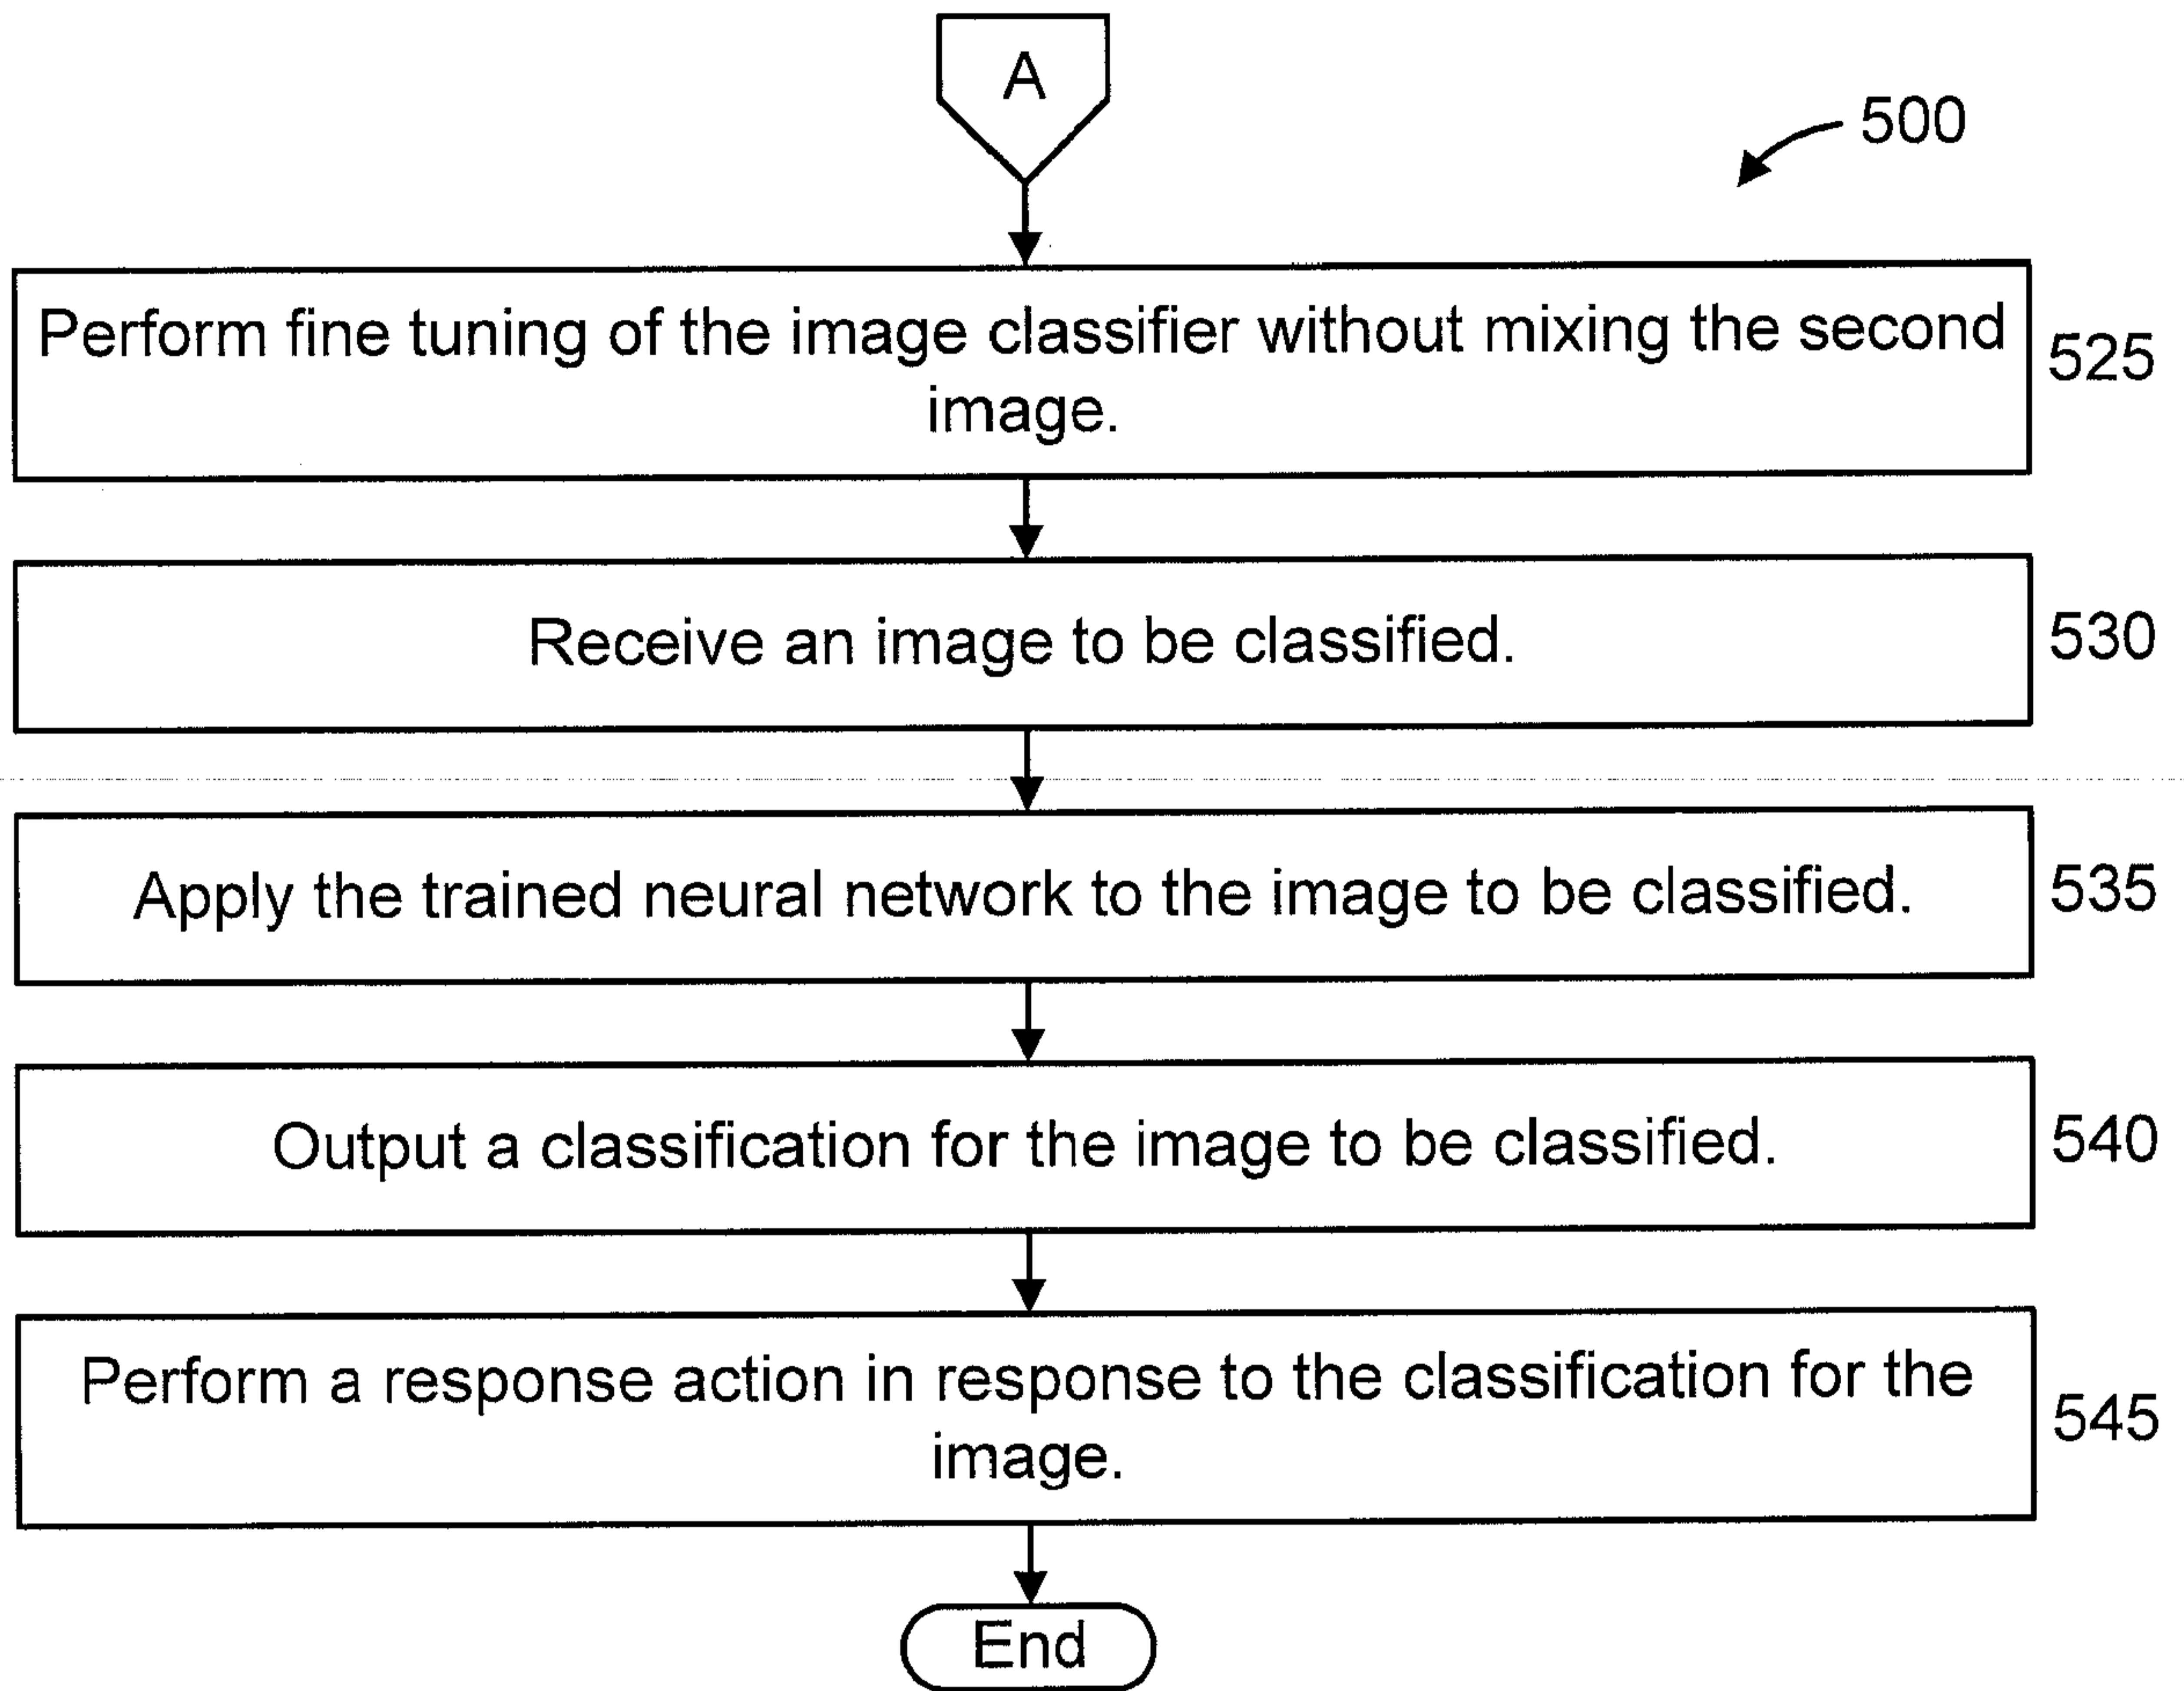 A
500
Perform fine tuning of the image classifier without mixing the second
image.
525
Receive an image to be classified.
530
Apply the trained neural network to the image to be classified.
535
Output a classification for the image to be classified.
540
Perform a response action in response to the classification for the
image.
545
End